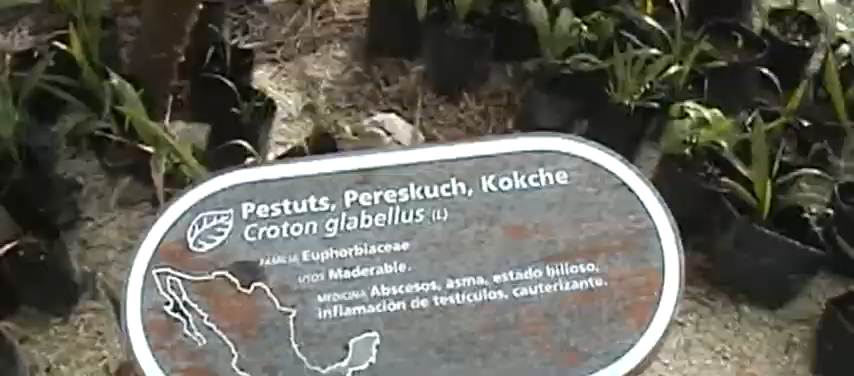 Pestuts, Pereskuch, Kokche
Croton glabellus (L)
FAMILIA Euphorbiaceae
USOS Maderable.
MEDICINA Abscesos, asma, estado bilioso,
inflamación de testículos, cauterizante.